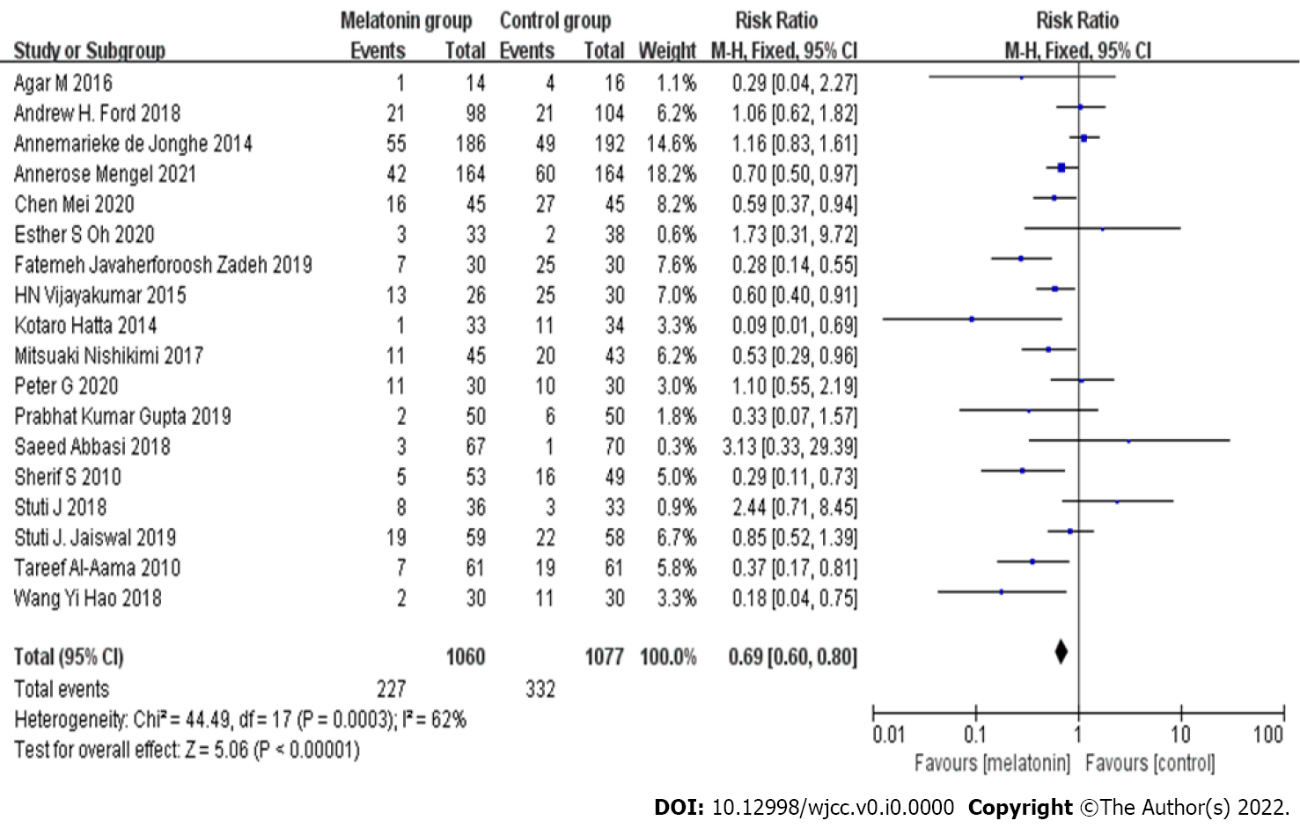 Melatonin group Control group Risk Ratio Risk Ratio
Study or Subgroup Events Total Events Total Weight M-H, Fixed, 95% CI M-H, Fixed, 95% CI
Agar M 2016 1 14 4 16 1.1% 0.29 [0.04, 2.27]
Andrew H. Ford 2018 21 98 21 104 6.2% 1.06 [0.62, 1.82]
Annemarieke de Jonghe 2014 55 186 49 192 14.6% 1.16 [0.83, 1.61]
Annerose Mengel 2021 42 164 60 164 18.2% 0.70 [0.50, 0.97]
Chen Mei 2020 16 45 27 45 8.2% 0.59 [0.37, 0.94]
Esther S Oh 2020 3 33 2 38 0.6% 1.73 [0.31, 9.72]
Fatemeh Javaherforoosh Zadeh 2019 7 30 25 30 7.6% 0.28 [0.14, 0.55]
HN Vijayakumar 2015 13 26 25 30 7.0% 0.60 [0.40, 0.91]
Kotaro Hatta 2014 1 33 11 34 3.3% 0.09 [0.01, 0.69]
Mitsuaki Nishikimi 2017 11 45 20 43 6.2% 0.53 [0.29, 0.96]
Peter G 2020 11 30 10 30 3.0% 1.10 [0.55, 2.19]
Prabhat Kumar Gupta 2019 2 50 6 50 1.8% 0.33 [0.07, 1.57]
Saeed Abbasi 2018 3 67 1 70 0.3% 3.13 [0.33, 29.39]
Sherif S 2010 5 53 16 49 5.0% 0.29 [0.11, 0.73]
Stuti J 2018 8 36 3 33 0.9% 2.44 [0.71, 8.45]
Stuti J. Jaiswal 2019 19 59 22 58 6.7% 0.85 [0.52, 1.39]
Tareef Al-Aama 2010 7 61 19 61 5.8% 0.37 [0.17, 0.81]
Wang Yi Hao 2018 2 30 11 30 3.3% 0.18 [0.04, 0.75]
Total (95% CI) 1060 1077 100.0% 0.69 [0.60, 0.80]
Total events 227 332
Heterogeneity: Chi² = 44.49, df = 17 (P = 0.0003); I² = 62%
Test for overall effect: Z = 5.06 (P < 0.00001)
0.01 0.1 1 10 100
Favours [melatonin] Favours [control]
DOI: 10.12998/wjcc.v0.i0.0000 Copyright ©The Author(s) 2022.